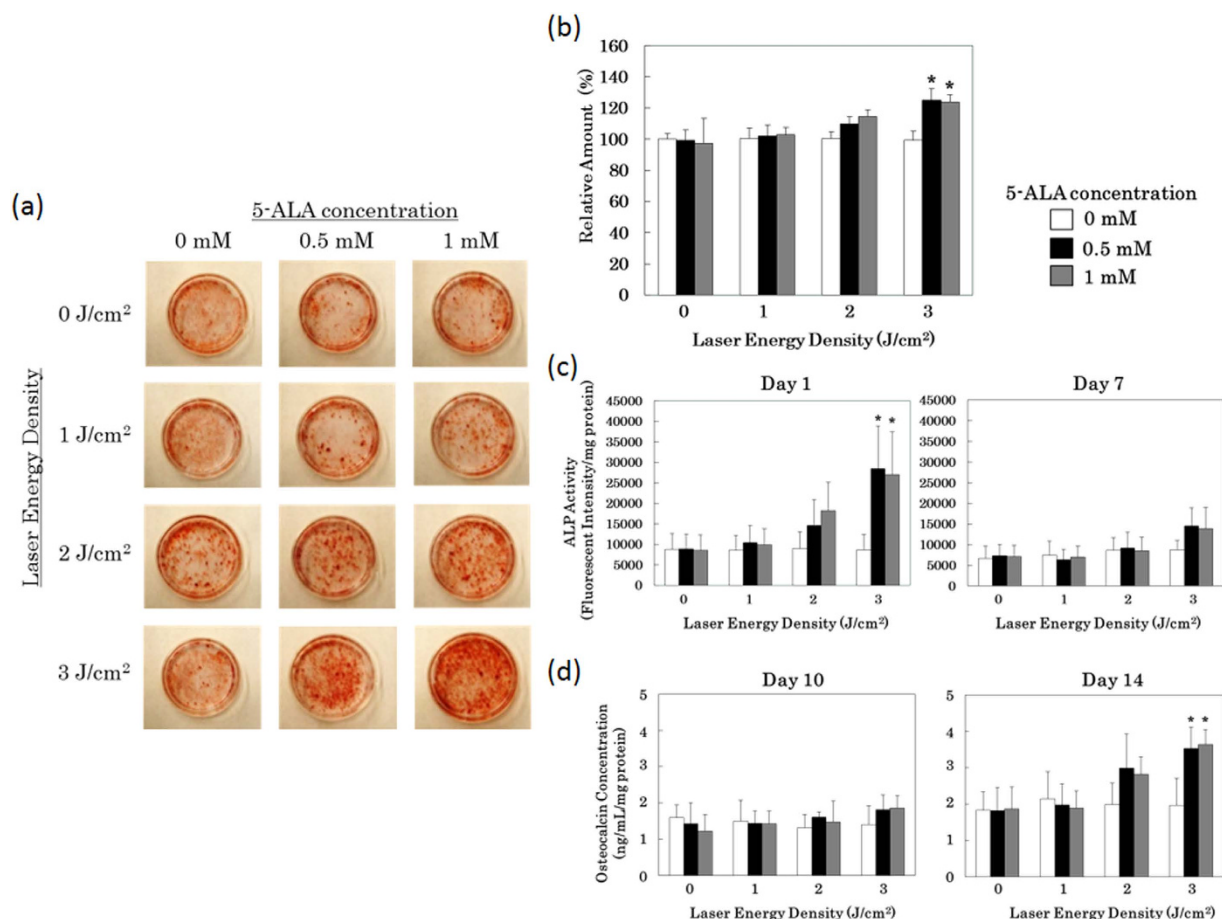 (a)
5-ALA concentration
0 mM 0.5 mM 1 mM
Laser Energy Density
0 J/cm²
1 J/cm²
2 J/cm²
3 J/cm²
(b)
Relative Amount (%)
160
140
120
100
80
60
40
20
0
* *
0 1 2 3
Laser Energy Density (J/cm²)
5-ALA concentration
0 mM
0.5 mM
1 mM
(c)
Day 1
ALP Activity
(Fluorescent Intensity/mg protein)
45000
40000
35000
30000
25000
20000
15000
10000
5000
0
* *
0 1 2 3
Laser Energy Density (J/cm²)
Day 7
45000
40000
35000
30000
25000
20000
15000
10000
5000
0
0 1 2 3
Laser Energy Density (J/cm²)
(d)
Day 10
Osteocalcin Concentration
(ng/mL/mg protein)
5
4
3
2
1
0
0 1 2 3
Laser Energy Density (J/cm²)
Day 14
5
4
3
2
1
0
* *
0 1 2 3
Laser Energy Density (J/cm²)